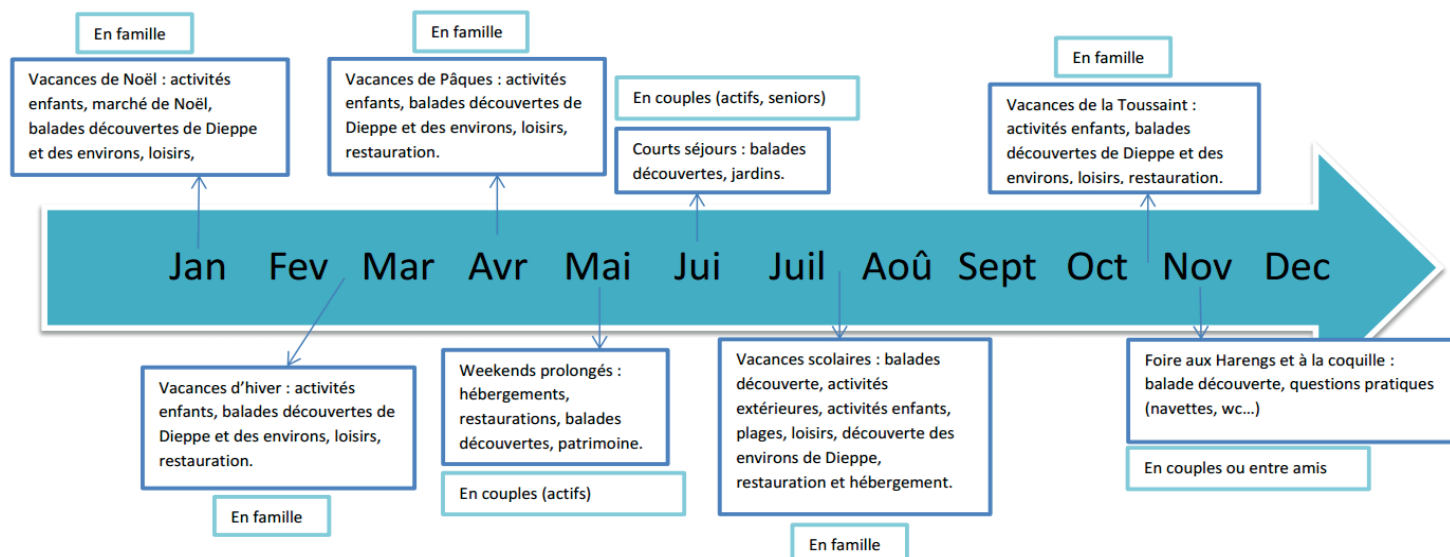 En famille
Vacances de Noël : activités
enfants, marché de Noël,
balades découvertes de Dieppe
et des environs, loisirs,
En famille
Vacances de Pâques : activités
enfants, balades découvertes de
Dieppe et des environs, loisirs,
restauration.
En couples (actifs, seniors)
Courts séjours : balades
découvertes, jardins.
En famille
Vacances de la Toussaint :
activités enfants, balades
découvertes de Dieppe et des
environs, loisirs, restauration.
Jan Fev Mar Avr Mai Jui Juil Aoû Sept Oct Nov Dec
Vacances d’hiver : activités
enfants, balades découvertes de
Dieppe et des environs, loisirs,
restauration.
En famille
Weekends prolongés :
hébergements,
restaurations, balades
découvertes, patrimoine.
En couples (actifs)
Vacances scolaires : balades
découverte, activités
extérieures, activités enfants,
plages, loisirs, découverte des
environs de Dieppe,
restauration et hébergement.
En famille
Foire aux Harengs et à la coquille :
balade découverte, questions pratiques
(navettes, wc…)
En couples ou entre amis